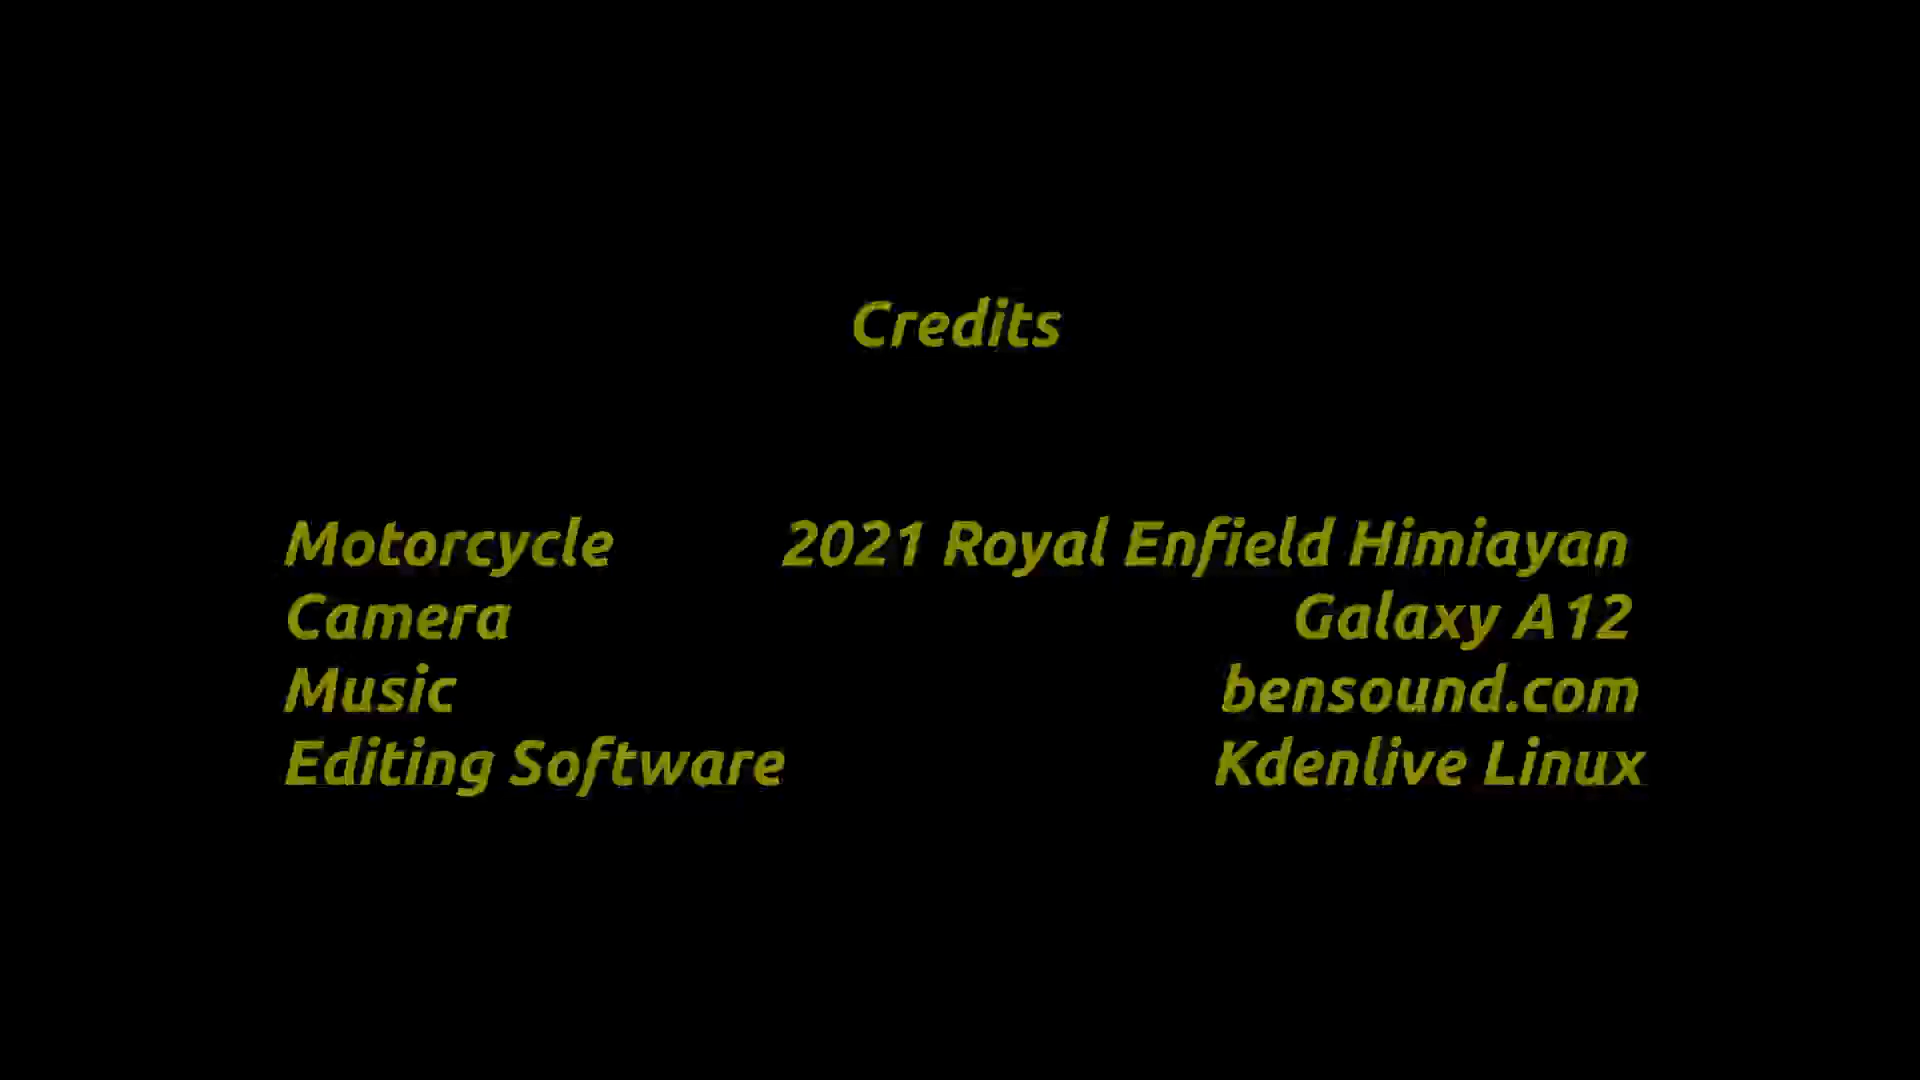 Credits
Motorcycle 2021 Royal Enfield Himiayan
Camera Galaxy A12
Music bensound.com
Editing Software Kdenlive Linux